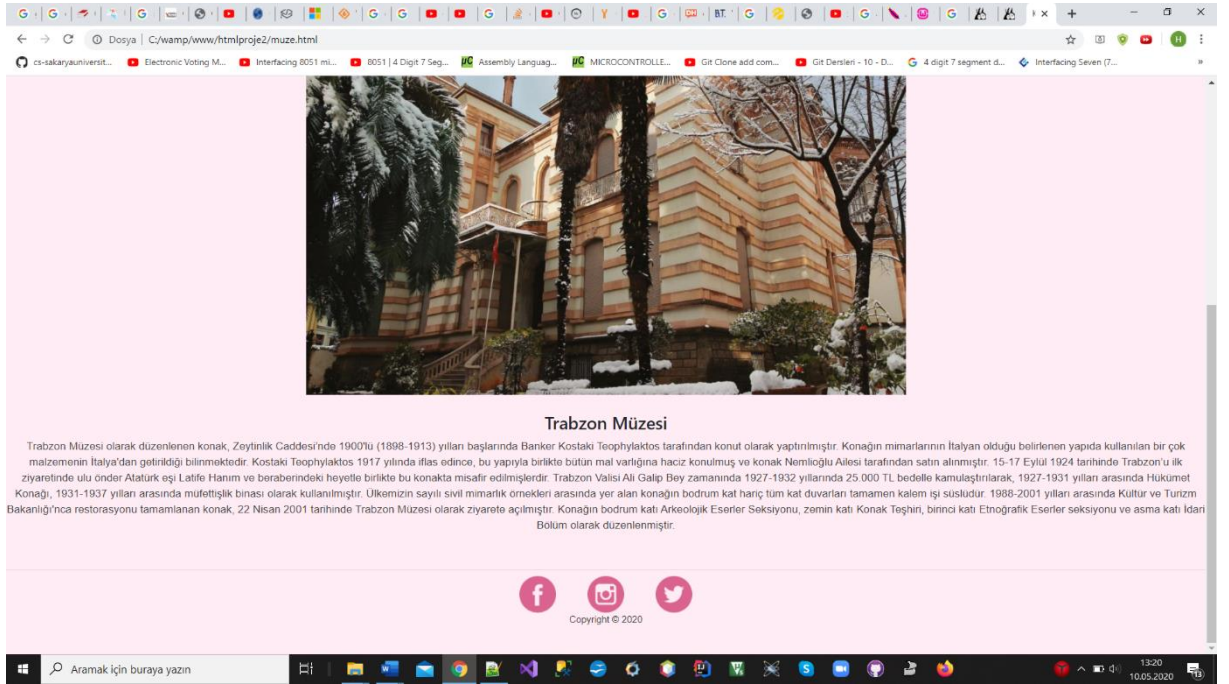 Dosya | C:/wamp/www/htmlproje2/muze.html
cs-sakaryauniversit... Electronic Voting M... Interfacing 8051 mi... 8051 | 4 Digit 7 Seg... Assembly Languag... MICROCONTROLLE... Git Clone add com... Git Dersleri - 10 - D... 4 digit 7 segment d... Interfacing Seven (7...
Trabzon Müzesi
Trabzon Müzesi olarak düzenlenen konak, Zeytinlik Caddesi'nde 1900'lü (1898-1913) yılları başlarında Banker Kostaki Teophylaktos tarafından konut olarak yaptırılmıştır. Konağın mimarlarının İtalyan olduğu belirlenen yapıda kullanılan bir çok
malzemenin İtalya'dan getirildiği bilinmektedir. Kostaki Teophylaktos 1917 yılında iflas edince, bu yapıyla birlikte bütün mal varlığına haciz konulmuş ve konak Nemlioğlu Ailesi tarafından satın alınmıştır. 15-17 Eylül 1924 tarihinde Trabzon'u ilk
ziyaretinde ulu önder Atatürk eşi Latife Hanım ve beraberindeki heyetle birlikte bu konakta misafir edilmişlerdir. Trabzon Valisi Ali Galip Bey zamanında 1927-1932 yıllarında 25.000 TL bedelle kamulaştırılarak, 1927-1931 yılları arasında Hükümet
Konağı, 1931-1937 yılları arasında müfettişlik binası olarak kullanılmıştır. Ülkemizin sayılı sivil mimarlık örnekleri arasında yer alan konağın bodrum kat hariç tüm kat duvarları tamamen kalem işi süslüdür. 1988-2001 yılları arasında Kültür ve Turizm
Bakanlığı'nca restorasyonu tamamlanan konak, 22 Nisan 2001 tarihinde Trabzon Müzesi olarak ziyarete açılmıştır. Konağın bodrum katı Arkeolojik Eserler Seksiyonu, zemin katı Konak Teşhiri, birinci katı Etnoğrafik Eserler seksiyonu ve asma katı İdari
Bölüm olarak düzenlenmiştir.
Copyright © 2020
Aramak için buraya yazın
13:20
10.05.2020